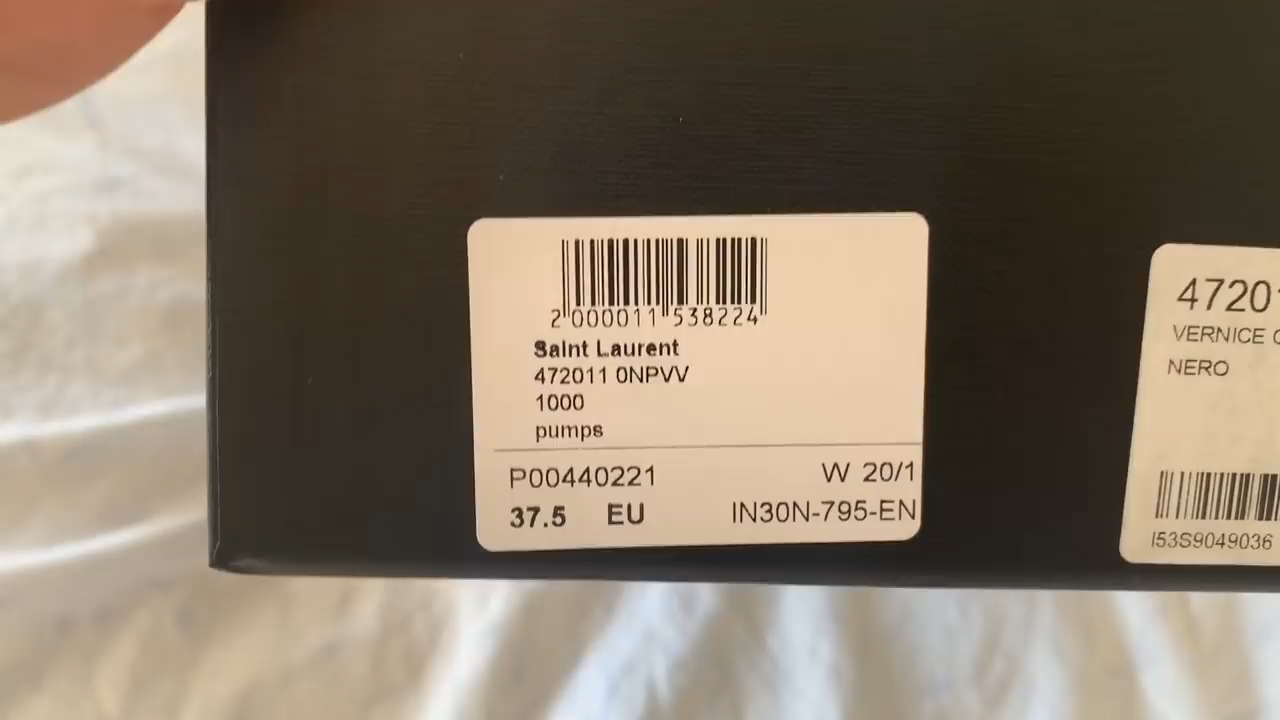 2 000011 538224
Saint Laurent
472011 0NPVV
1000
pumps
P00440221 W 20/1
37.5 EU IN30N-795-EN
4720
VERNICE
NERO
I53S9049036